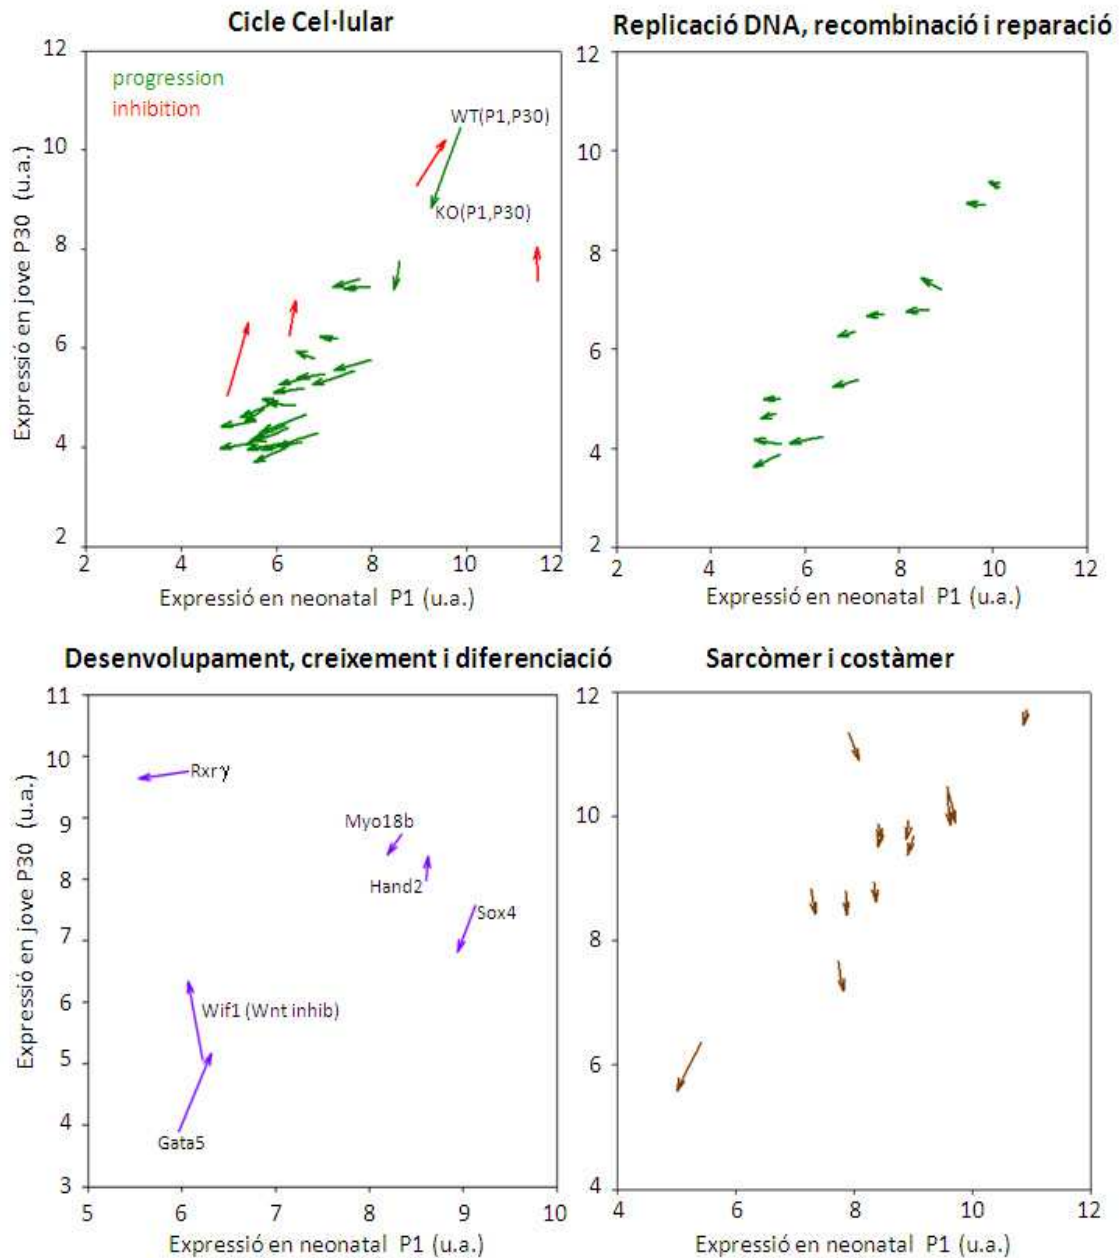 Cicle Cel·lular
12
10
8
6
4
2
Expressió en jove P30 (u.a.)
progression
inhibition
WT(P1,P30)
KO(P1,P30)
2 4 6 8 10 12
Expressió en neonatal P1 (u.a.)
Replicació DNA, recombinació i reparació
12
10
8
6
4
2
2 4 6 8 10 12
Expressió en neonatal P1 (u.a.)
Desenvolupament, creixement i diferenciació
11
10
9
8
7
6
5
4
3
Expressió en jove P30 (u.a.)
Rxrγ
Myo18b
Hand2
Sox4
Wif1 (Wnt inhib)
Gata5
5 6 7 8 9 10
Expressió en neonatal P1 (u.a.)
Sarcòmer i costàmer
12
10
8
6
4
4 6 8 10 12
Expressió en neonatal P1 (u.a.)